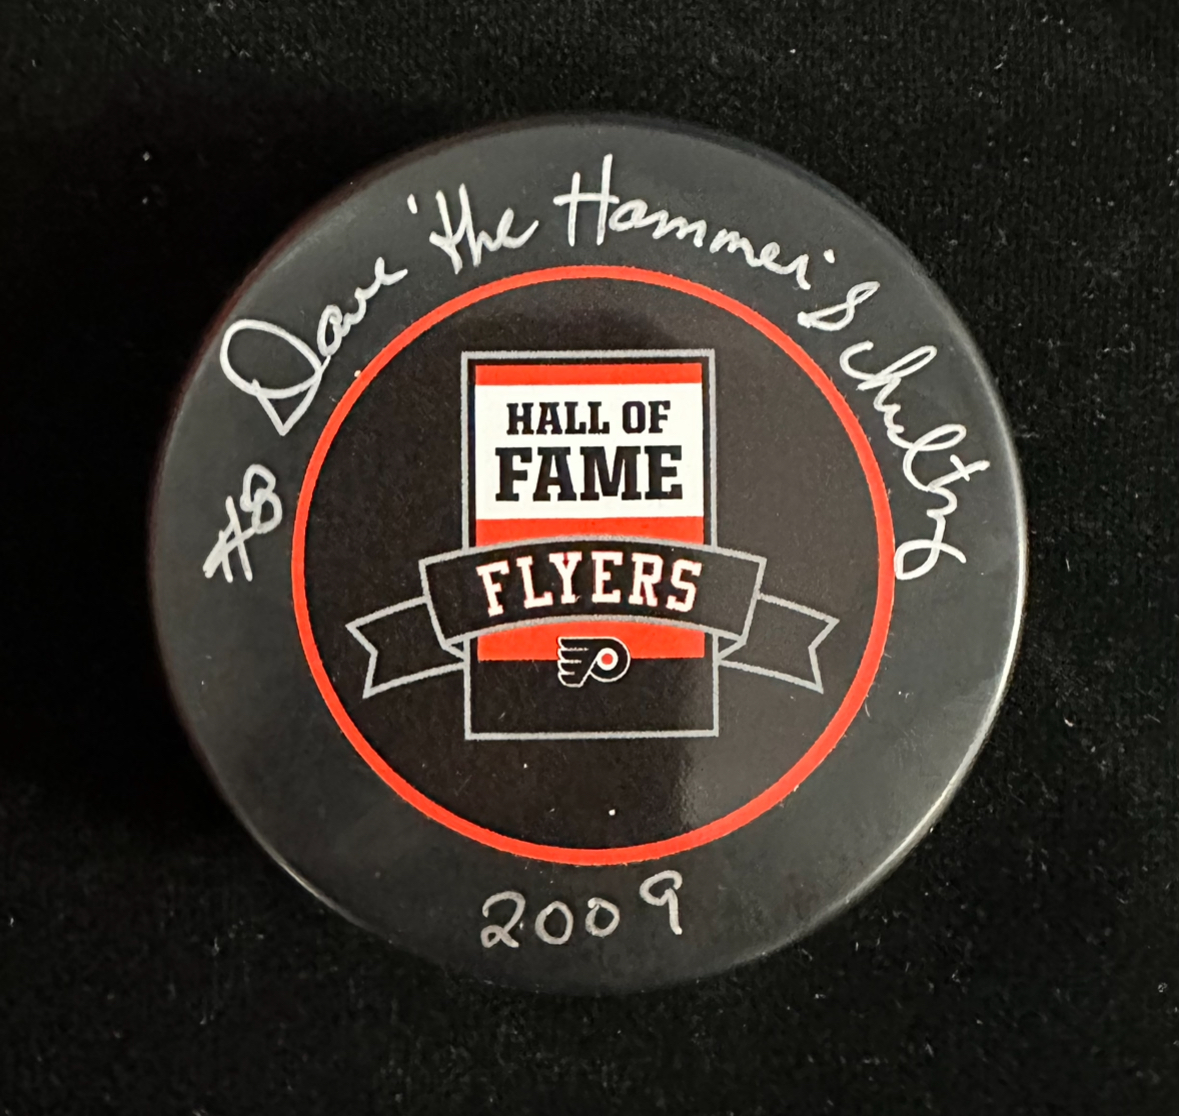 #8 Dave "the Hammer" Schultz
HALL OF
FAME
FLYERS
2009